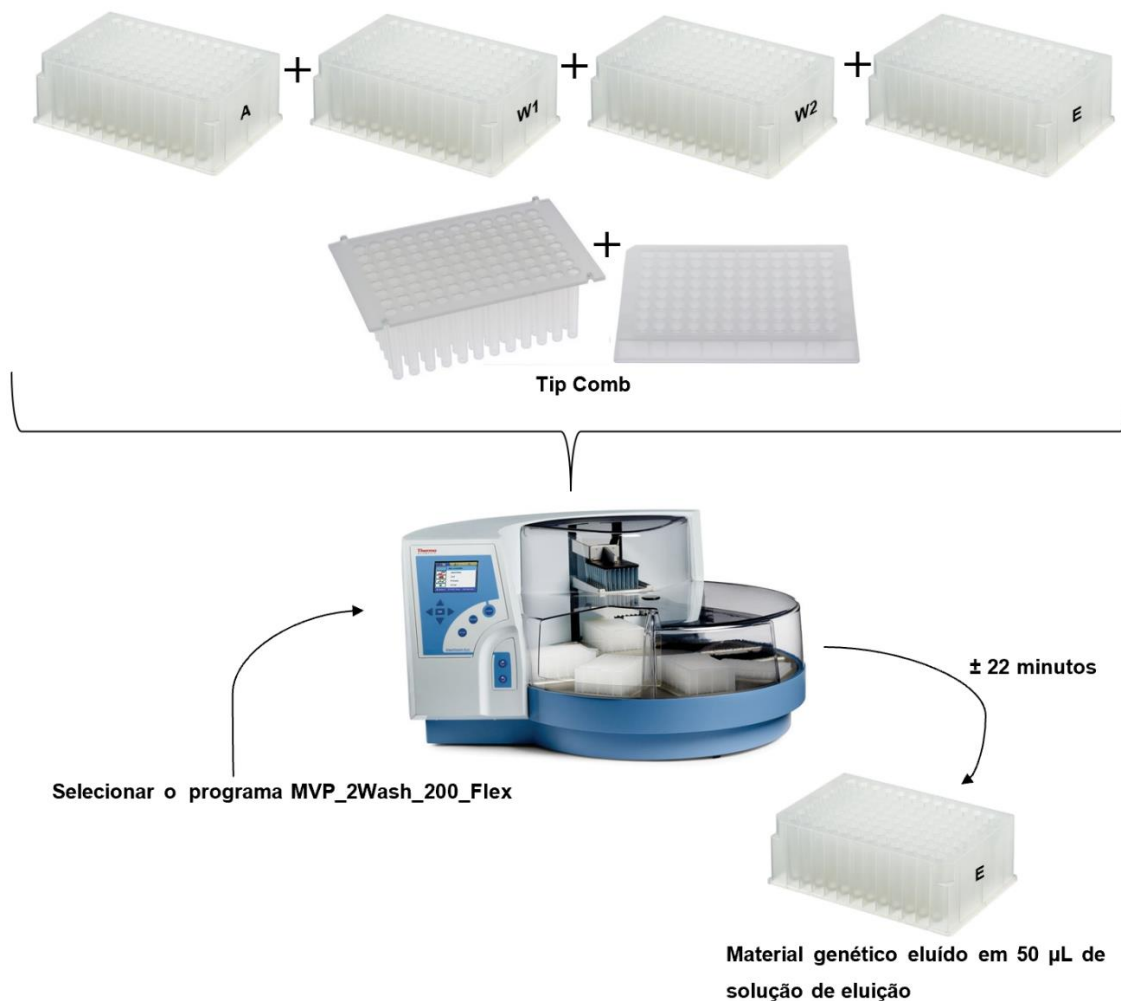 A
W1
W2
E
Tip Comb
Thermo
± 22 minutos
Selecionar o programa MVP_2Wash_200_Flex
E
Material genético eluído em 50 µL de
solução de eluição